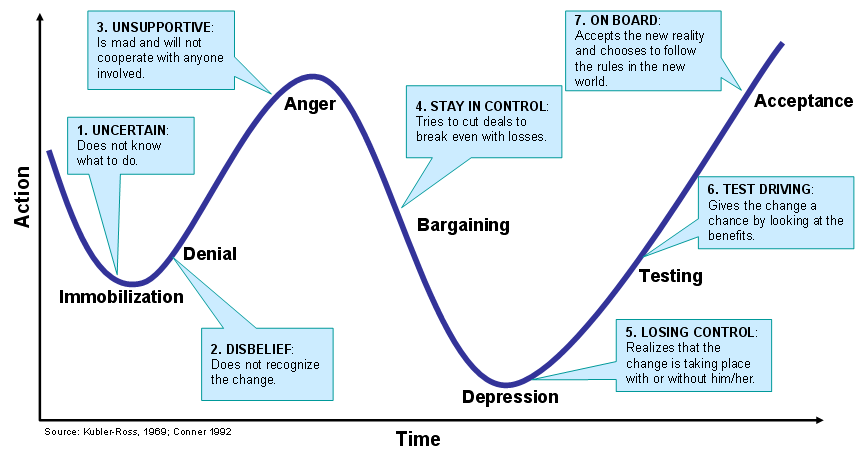 3. UNSUPPORTIVE:
Is mad and will not
cooperate with anyone
involved.
7. ON BOARD:
Accepts the new reality
and chooses to follow
the rules in the new
world.
Anger
4. STAY IN CONTROL:
Tries to cut deals to
break even with losses.
Acceptance
1. UNCERTAIN:
Does not know
what to do.
Action
6. TEST DRIVING:
Gives the change a
chance by looking at the
benefits.
Bargaining
Denial
Testing
Immobilization
2. DISBELIEF:
Does not recognize
the change.
5. LOSING CONTROL:
Realizes that the
change is taking place
with or without him/her.
Depression
Source: Kubler-Ross, 1969; Conner 1992
Time